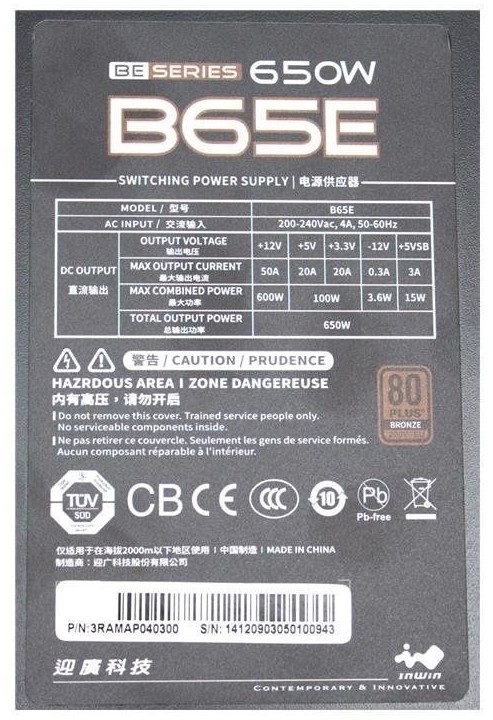 BE SERIES 650W
B65E
SWITCHING POWER SUPPLY | 电源供应器
MODEL / 型号 B65E
AC INPUT / 交流输入 200-240Vac, 4A, 50-60Hz
DC OUTPUT 直流输出
OUTPUT VOLTAGE 输出电压 +12V +5V +3.3V -12V +5VSB
MAX OUTPUT CURRENT 最大输出电流 50A 20A 20A 0.3A 3A
MAX COMBINED POWER 最大功率 600W 100W 3.6W 15W
TOTAL OUTPUT POWER 总输出功率 650W
警告 / CAUTION / PRUDENCE
HAZRDOUS AREA I ZONE DANGEREUSE
内有高压，请勿开启
Do not remove this cover. Trained service people only.
No serviceable components inside.
Ne pas retirer ce couvercle. Seulement les gens de service formés.
Aucun composant réparable à l'intérieur.
80
PLUS
BRONZE
230V EU
TÜV
SÜD
CB CE CCC 10 Pb
Pb-free
仅适用于在海拔2000m以下地区使用 | 中国制造 | MADE IN CHINA
制造商：迎广科技股份有限公司
P/N:3RAMAP040300 S/N: 14120903050100943
迎廣科技
InWin
CONTEMPORARY & INNOVATIVE